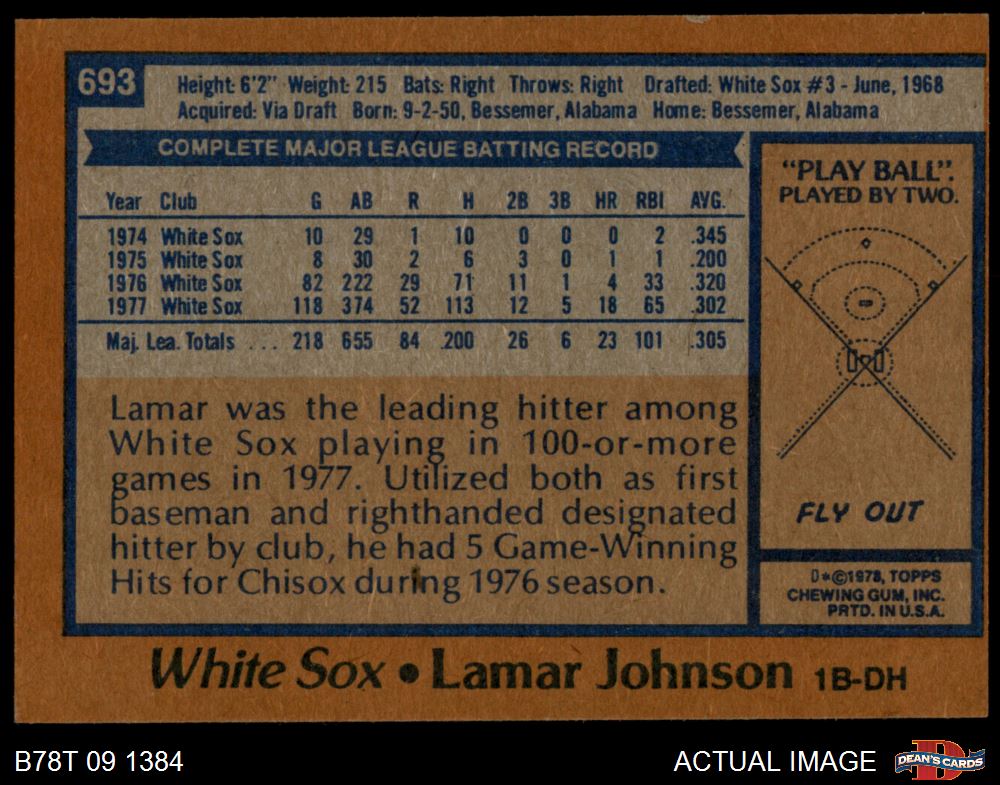 693
Height: 6'2" Weight: 215 Bats: Right Throws: Right Drafted: White Sox #3 - June, 1968
Acquired: Via Draft Born: 9-2-50, Bessemer, Alabama Home: Bessemer, Alabama
COMPLETE MAJOR LEAGUE BATTING RECORD
Year Club G AB R H 2B 3B HR RBI AVG.
1974 White Sox 10 29 1 10 0 0 0 2 .345
1975 White Sox 8 30 2 6 3 0 1 1 .200
1976 White Sox 82 222 29 71 11 1 4 33 .320
1977 White Sox 118 374 52 113 12 5 18 65 .302
Maj. Lea. Totals ... 218 655 84 200 26 6 23 101 .305
Lamar was the leading hitter among
White Sox playing in 100-or-more
games in 1977. Utilized both as first
baseman and righthanded designated
hitter by club, he had 5 Game-Winning
Hits for Chisox during 1976 season.
"PLAY BALL":
PLAYED BY TWO.
FLY OUT
D*©1978, TOPPS
CHEWING GUM, INC.
PRTD. IN U.S.A.
White Sox • Lamar Johnson 1B-DH
B78T 09 1384
ACTUAL IMAGE
D
DEAN'S CARDS